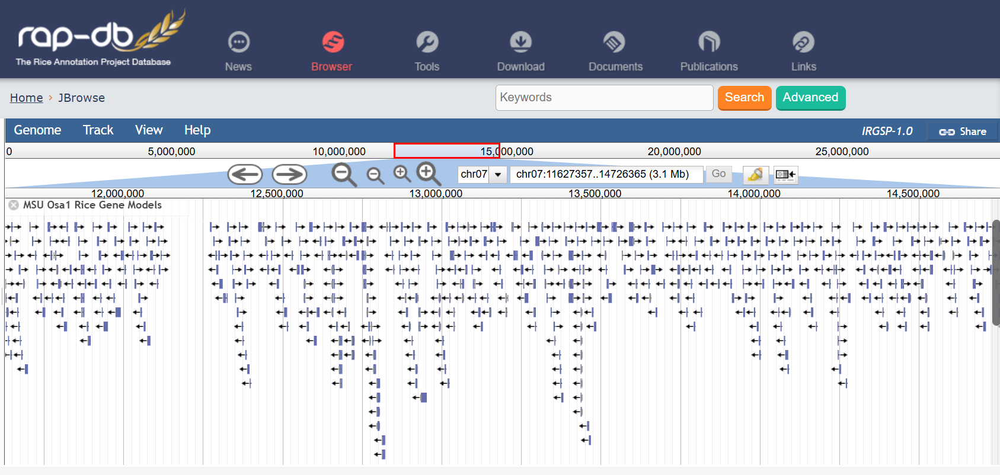 rap-db
The Rice Annotation Project Database
News
Browser
Tools
Download
Documents
Publications
Links
Home › JBrowse
Keywords
Search
Advanced
Genome Track View Help
IRGSP-1.0
Share
0 5,000,000 10,000,000 15,000,000 20,000,000 25,000,000
chr07
chr07:11627357..14726365 (3.1 Mb)
Go
12,000,000 12,500,000 13,000,000 13,500,000 14,000,000 14,500,000
MSU Osa1 Rice Gene Models